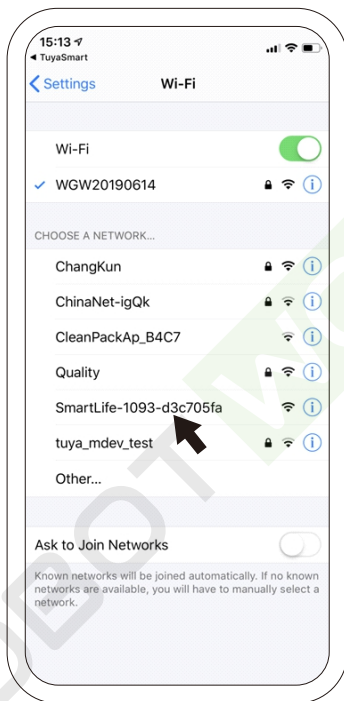 15:13
◀ TuyaSmart
Settings
Wi-Fi
Wi-Fi
WGW20190614
CHOOSE A NETWORK...
ChangKun
ChinaNet-igQk
CleanPackAp_B4C7
Quality
SmartLife-1093-d3c705fa
tuya_mdev_test
Other...
Ask to Join Networks
Known networks will be joined automatically. If no known
networks are available, you will have to manually select a
network.